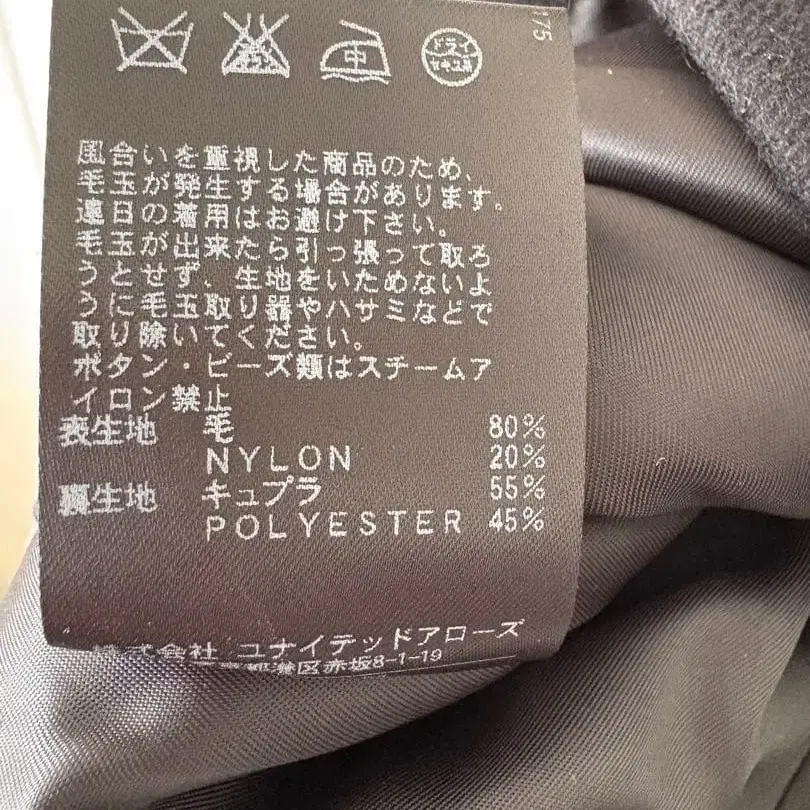 175
中
ドライ
セキユ系
風合いを重視した商品のため、
毛玉が発生する場合があります。
連日の着用はお避け下さい。
毛玉が出来たら引っ張って取ろ
うとせず、生地をいためないよ
うに毛玉取り器やハサミなどで
取り除いてください。
ボタン・ビーズ類はスチームア
イロン禁止
表生地 毛 80%
NYLON 20%
裏生地 キュプラ 55%
POLYESTER 45%
株式会社 ユナイテッドアローズ
港区赤坂8-1-19